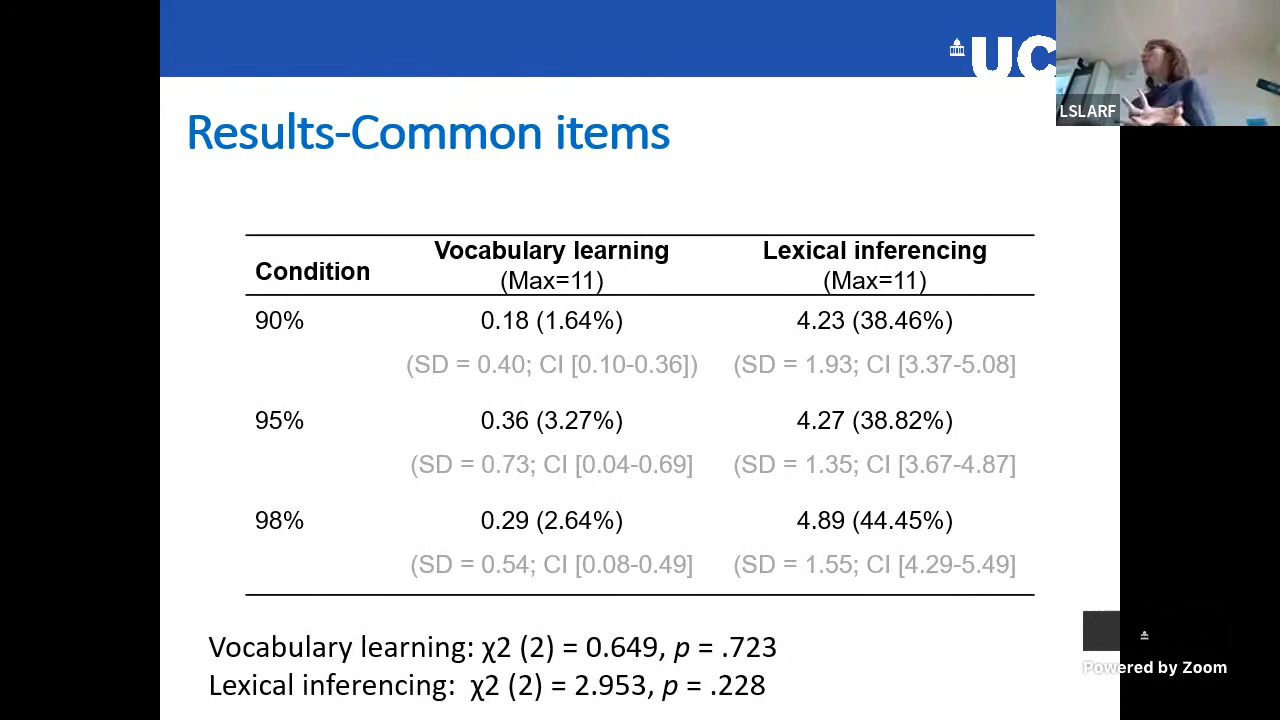 UC
LSLARF
Results-Common items
Condition Vocabulary learning (Max=11) Lexical inferencing (Max=11)
90% 0.18 (1.64%) 4.23 (38.46%)
(SD = 0.40; CI [0.10-0.36]) (SD = 1.93; CI [3.37-5.08]
95% 0.36 (3.27%) 4.27 (38.82%)
(SD = 0.73; CI [0.04-0.69] (SD = 1.35; CI [3.67-4.87]
98% 0.29 (2.64%) 4.89 (44.45%)
(SD = 0.54; CI [0.08-0.49] (SD = 1.55; CI [4.29-5.49]
Vocabulary learning: χ2 (2) = 0.649, p = .723
Lexical inferencing: χ2 (2) = 2.953, p = .228
Powered by Zoom